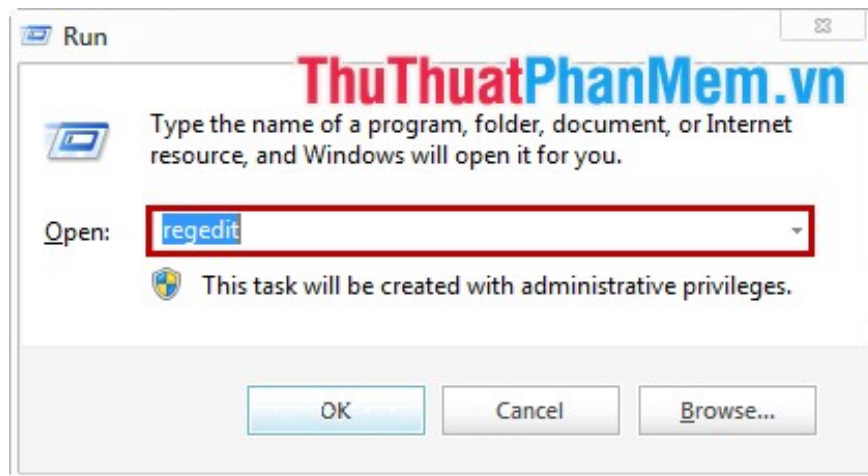 Run
ThuThuatPhanMem.vn
Type the name of a program, folder, document, or Internet
resource, and Windows will open it for you.
Open: regedit
This task will be created with administrative privileges.
OK Cancel Browse...